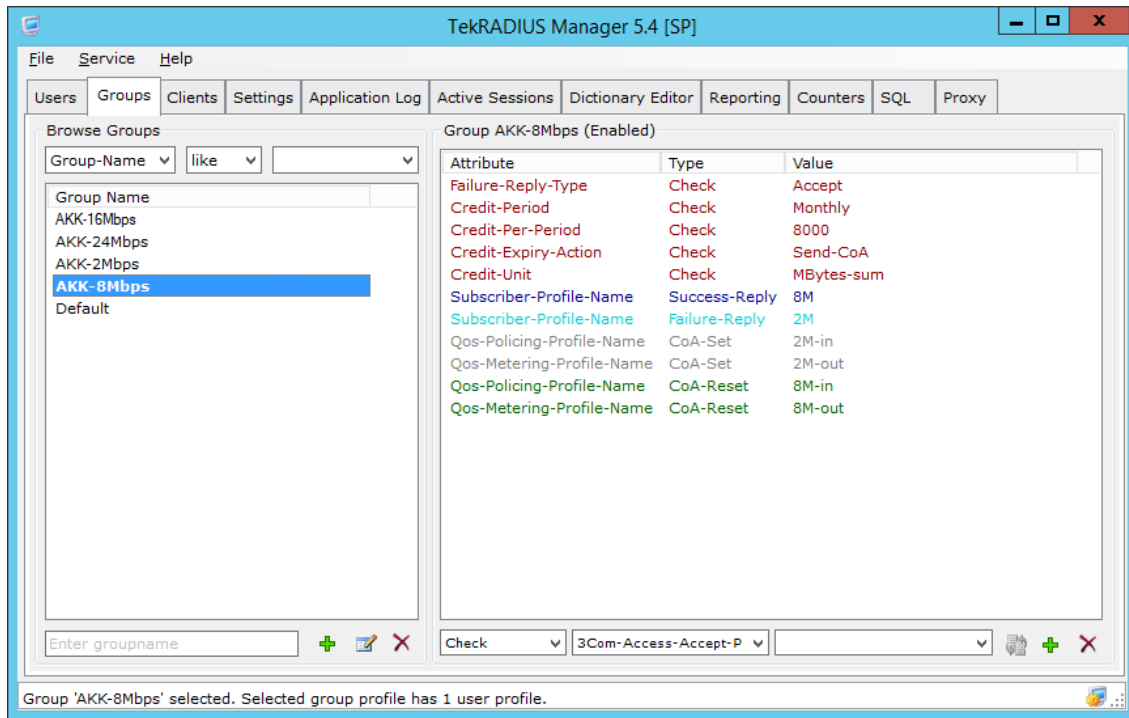 TekRADIUS Manager 5.4 [SP]
File Service Help
Users Groups Clients Settings Application Log Active Sessions Dictionary Editor Reporting Counters SQL Proxy
Browse Groups
Group-Name like
Group Name
AKK-16Mbps
AKK-24Mbps
AKK-2Mbps
AKK-8Mbps
Default
Enter groupname
Group AKK-8Mbps (Enabled)
Attribute Type Value
Failure-Reply-Type Check Accept
Credit-Period Check Monthly
Credit-Per-Period Check 8000
Credit-Expiry-Action Check Send-CoA
Credit-Unit Check MBytes-sum
Subscriber-Profile-Name Success-Reply 8M
Subscriber-Profile-Name Failure-Reply 2M
Qos-Policing-Profile-Name CoA-Set 2M-in
Qos-Metering-Profile-Name CoA-Set 2M-out
Qos-Policing-Profile-Name CoA-Reset 8M-in
Qos-Metering-Profile-Name CoA-Reset 8M-out
Check 3Com-Access-Accept-P
Group 'AKK-8Mbps' selected. Selected group profile has 1 user profile.